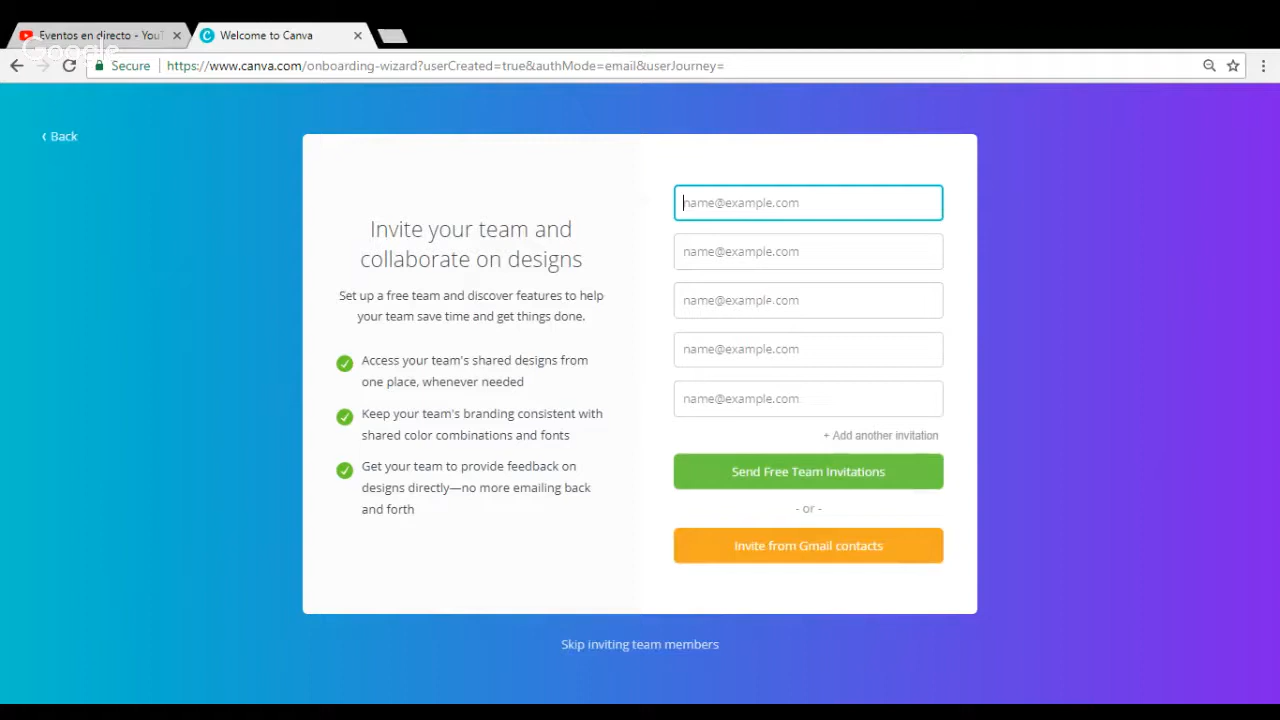 Eventos en directo - YouT
Welcome to Canva
Google
Secure
https://www.canva.com/onboarding-wizard?userCreated=true&authMode=email&userJourney=
Back
Invite your team and
collaborate on designs
Set up a free team and discover features to help
your team save time and get things done.
Access your team's shared designs from
one place, whenever needed
Keep your team's branding consistent with
shared color combinations and fonts
Get your team to provide feedback on
designs directly—no more emailing back
and forth
name@example.com
name@example.com
name@example.com
name@example.com
name@example.com
+ Add another invitation
Send Free Team Invitations
- or -
Invite from Gmail contacts
Skip inviting team members